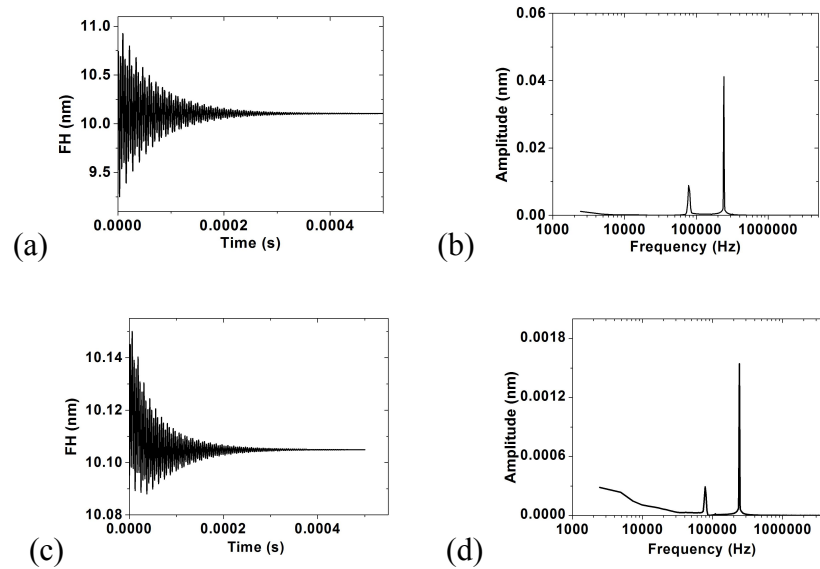 11.0
10.5
10.0
9.5
FH (nm)
0.0000 0.0002 0.0004
Time (s)
(a)
0.06
0.04
0.02
0.00
Amplitude (nm)
1000 10000 100000 1000000
Frequency (Hz)
(b)
10.14
10.12
10.10
10.08
FH (nm)
0.0000 0.0002 0.0004
Time (s)
(c)
0.0018
0.0012
0.0006
0.0000
Amplitude (nm)
1000 10000 100000 1000000
Frequency (Hz)
(d)